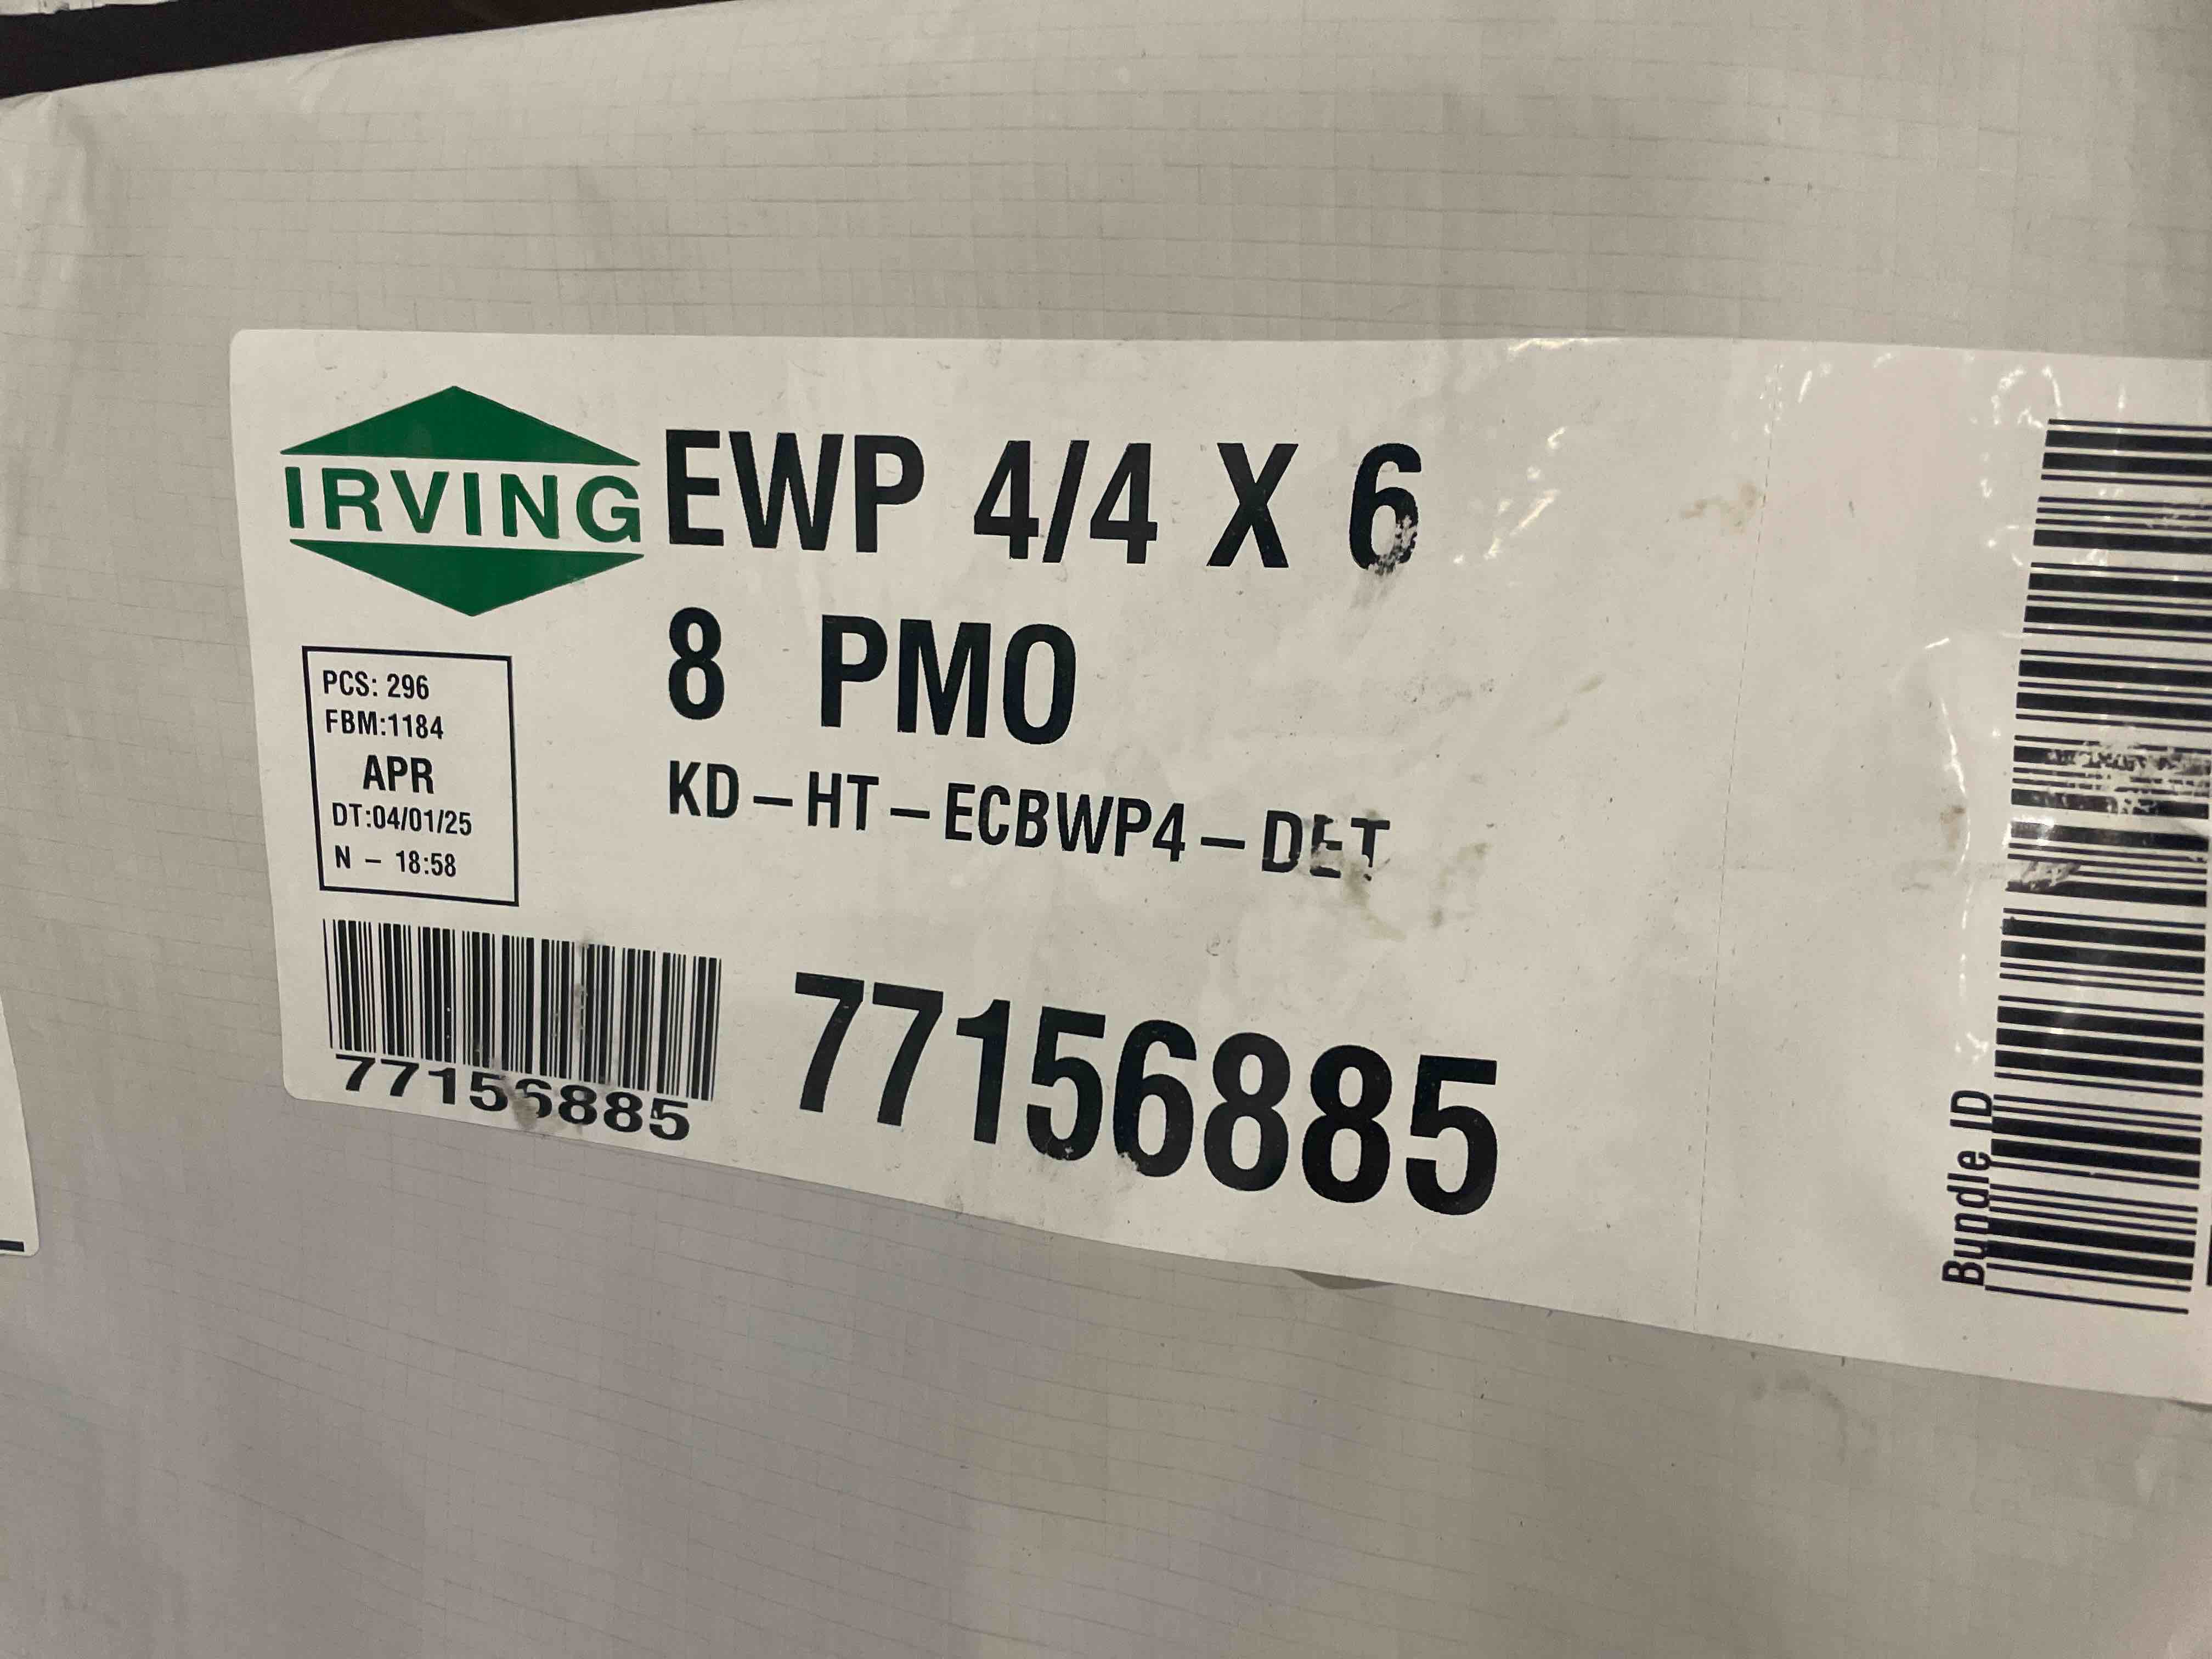 IRVING
EWP 4/4 X 6
8 PMO
KD-HT-ECBWP4-DET
PCS: 296
FBM:1184
APR
DT:04/01/25
N - 18:58
77156885
77156885
Bundle ID